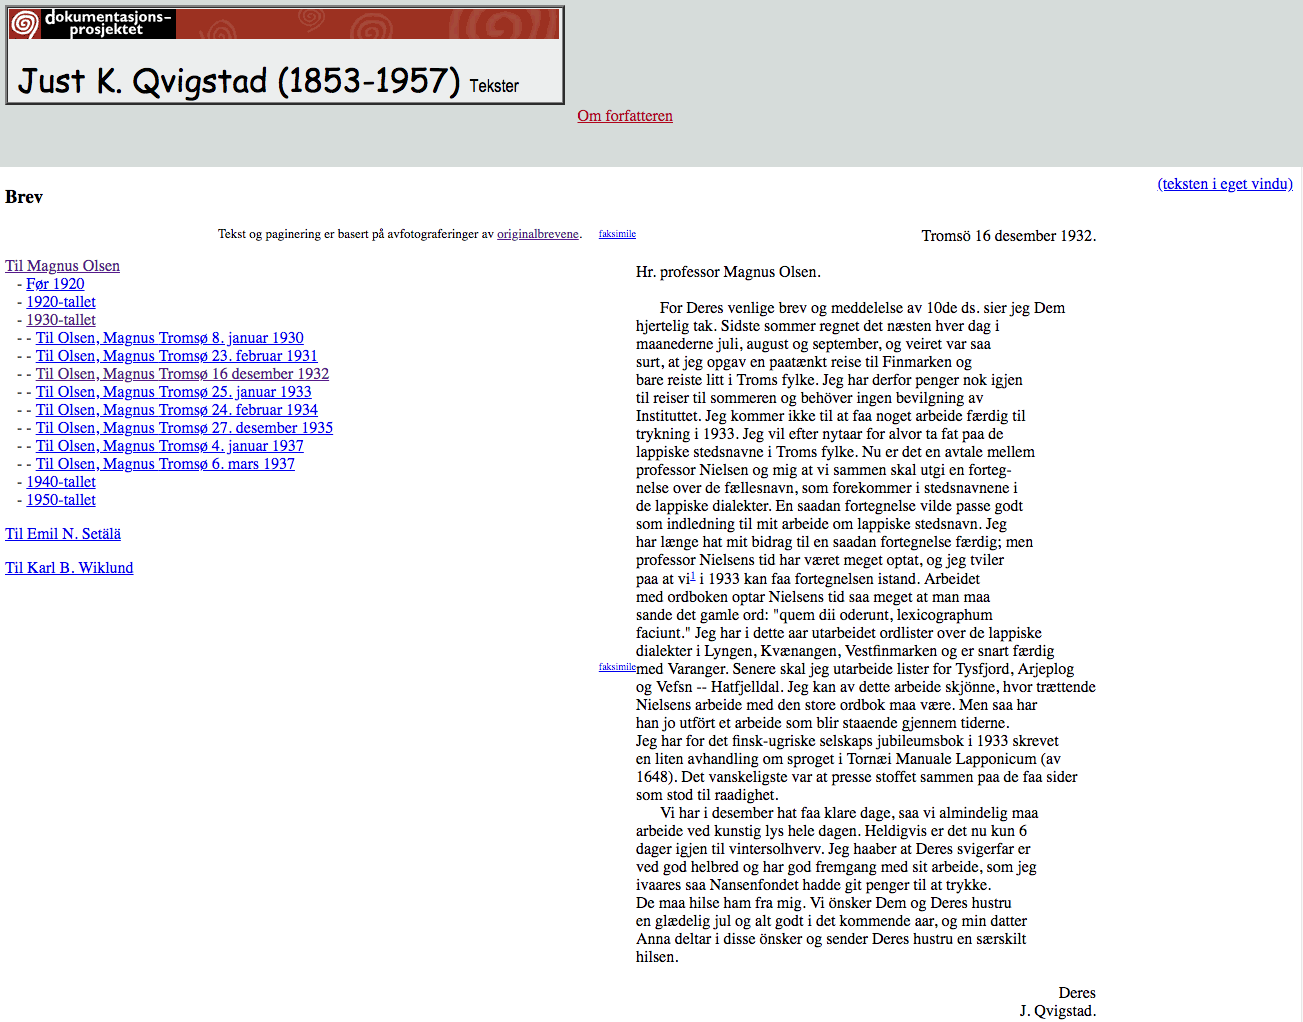 dokumentasjons-
prosjektet
Just K. Qvigstad (1853-1957) Tekster
Om forfatteren
(teksten i eget vindu)
Brev
Tekst og paginering er basert på avfotograferinger av originalbrevene.
Til Magnus Olsen
- Før 1920
- 1920-tallet
- 1930-tallet
- - Til Olsen, Magnus Tromsø 8. januar 1930
- - Til Olsen, Magnus Tromsø 23. februar 1931
- - Til Olsen, Magnus Tromsø 16 desember 1932
- - Til Olsen, Magnus Tromsø 25. januar 1933
- - Til Olsen, Magnus Tromsø 24. februar 1934
- - Til Olsen, Magnus Tromsø 27. desember 1935
- - Til Olsen, Magnus Tromsø 4. januar 1937
- - Til Olsen, Magnus Tromsø 6. mars 1937
- 1940-tallet
- 1950-tallet
Til Emil N. Setälä
Til Karl B. Wiklund
faksimile
Tromsö 16 desember 1932.
Hr. professor Magnus Olsen.
For Deres venlige brev og meddelelse av 10de ds. sier jeg Dem
hjertelig tak. Sidste sommer regnet det næsten hver dag i
maanederne juli, august og september, og veiret var saa
surt, at jeg opgav en paatænkt reise til Finmarken og
bare reiste litt i Troms fylke. Jeg har derfor penger nok igjen
til reiser til sommeren og behöver ingen bevilgning av
Instituttet. Jeg kommer ikke til at faa noget arbeide færdig til
trykning i 1933. Jeg vil efter nytaar for alvor ta fat paa de
lappiske stedsnavne i Troms fylke. Nu er det en avtale mellem
professor Nielsen og mig at vi sammen skal utgi en forteg-
nelse over de fællesnavn, som forekommer i stedsnavnene i
de lappiske dialekter. En saadan fortegnelse vilde passe godt
som indledning til mit arbeide om lappiske stedsnavn. Jeg
har længe hat mit bidrag til en saadan fortegnelse færdig; men
professor Nielsens tid har været meget optat, og jeg tviler
paa at vi1 i 1933 kan faa fortegnelsen istand. Arbeidet
med ordboken optar Nielsens tid saa meget at man maa
sande det gamle ord: "quem dii oderunt, lexicographum
faciunt." Jeg har i dette aar utarbeidet ordlister over de lappiske
dialekter i Lyngen, Kvænangen, Vestfinmarken og er snart færdig
faksimile med Varanger. Senere skal jeg utarbeide lister for Tysfjord, Arjeplog
og Vefsn -- Hatfjelldal. Jeg kan av dette arbeide skjönne, hvor trættende
Nielsens arbeide med den store ordbok maa være. Men saa har
han jo utfört et arbeide som blir staaende gjennem tiderne.
Jeg har for det finsk-ugriske selskaps jubileumsbok i 1933 skrevet
en liten avhandling om sproget i Tornæi Manuale Lapponicum (av
1648). Det vanskeligste var at presse stoffet sammen paa de faa sider
som stod til raadighet.
Vi har i desember hat faa klare dage, saa vi almindelig maa
arbeide ved kunstig lys hele dagen. Heldigvis er det nu kun 6
dager igjen til vintersolhverv. Jeg haaber at Deres svigerfar er
ved god helbred og har god fremgang med sit arbeide, som jeg
ivaares saa Nansenfondet hadde git penger til at trykke.
De maa hilse ham fra mig. Vi önsker Dem og Deres hustru
en glædelig jul og alt godt i det kommende aar, og min datter
Anna deltar i disse önsker og sender Deres hustru en særskilt
hilsen.
Deres
J. Qvigstad.